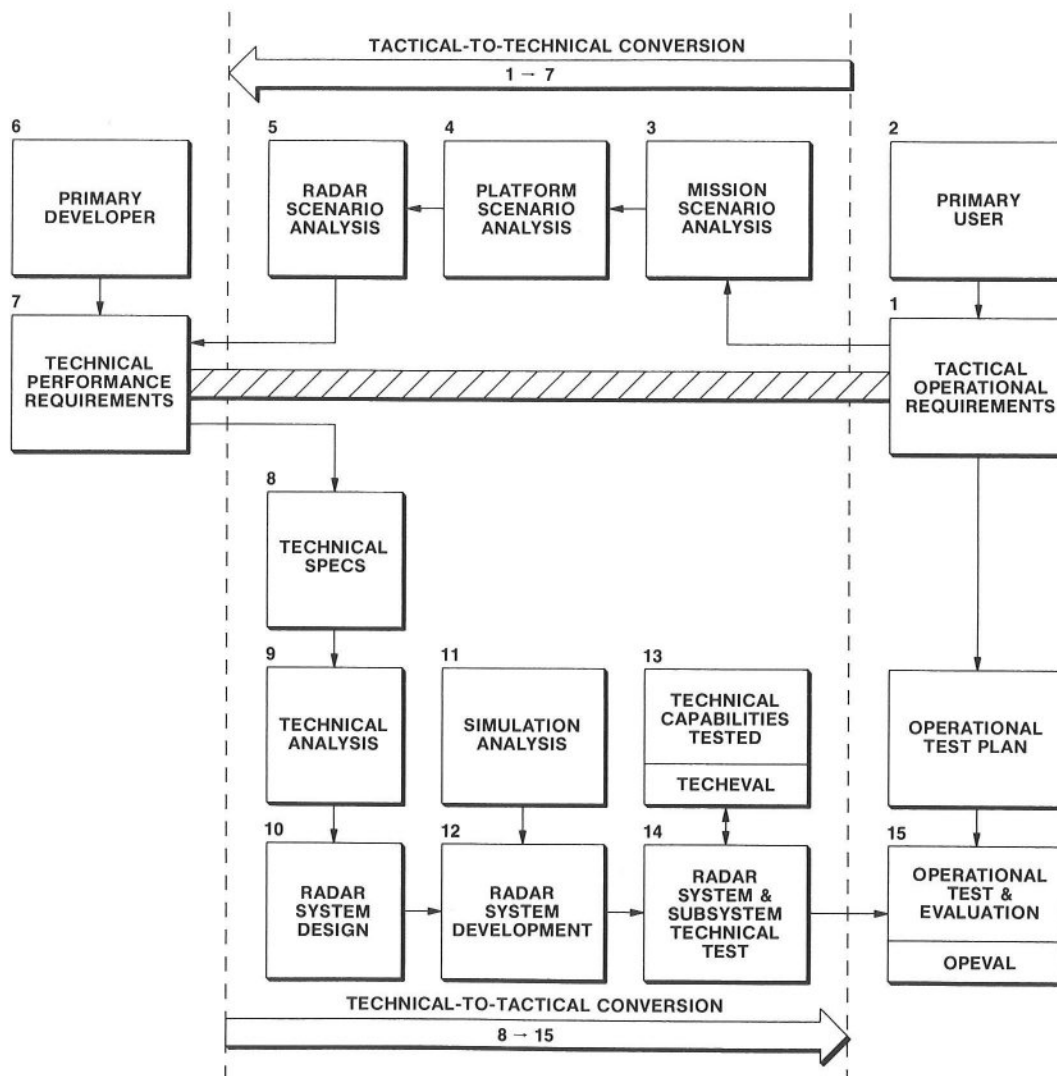 TACTICAL-TO-TECHNICAL CONVERSION
1 → 7
6
PRIMARY
DEVELOPER
5
RADAR
SCENARIO
ANALYSIS
4
PLATFORM
SCENARIO
ANALYSIS
3
MISSION
SCENARIO
ANALYSIS
2
PRIMARY
USER
7
TECHNICAL
PERFORMANCE
REQUIREMENTS
1
TACTICAL
OPERATIONAL
REQUIREMENTS
8
TECHNICAL
SPECS
9
TECHNICAL
ANALYSIS
11
SIMULATION
ANALYSIS
13
TECHNICAL
CAPABILITIES
TESTED
TECHEVAL
OPERATIONAL
TEST PLAN
10
RADAR
SYSTEM
DESIGN
12
RADAR
SYSTEM
DEVELOPMENT
14
RADAR
SYSTEM &
SUBSYSTEM
TECHNICAL
TEST
15
OPERATIONAL
TEST &
EVALUATION
OPEVAL
TECHNICAL-TO-TACTICAL CONVERSION
8 → 15